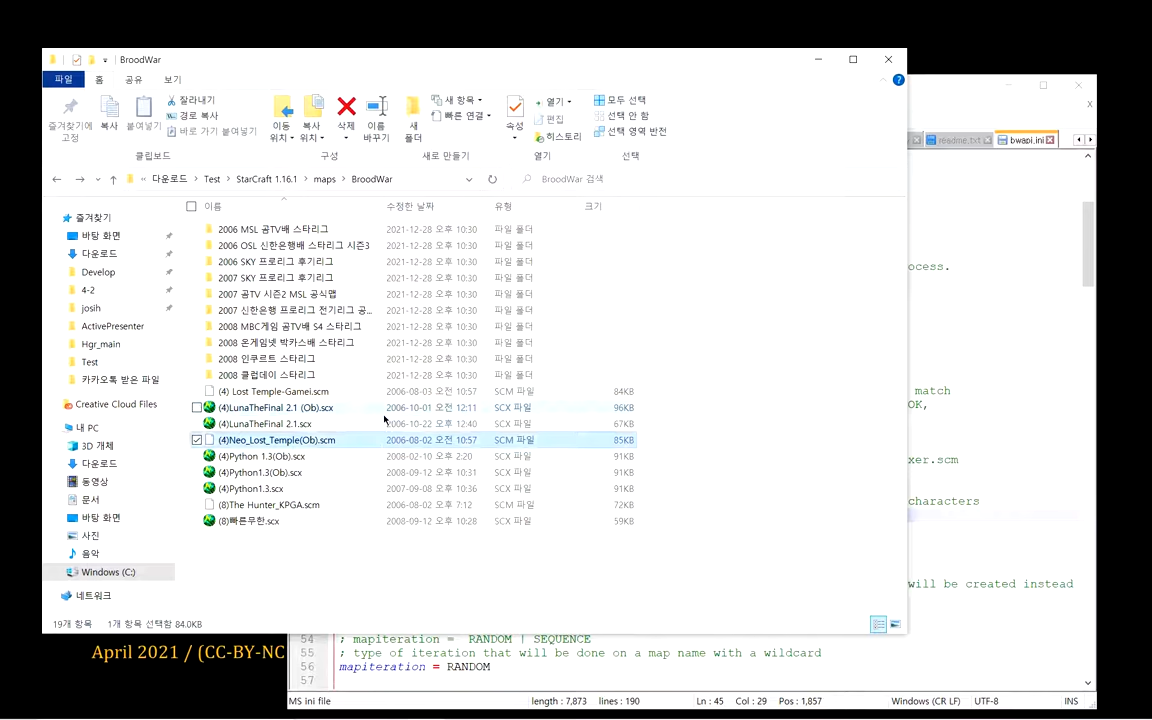 BroodWar
파일 홈 공유 보기
즐겨찾기에 고정
복사
붙여넣기
잘라내기
경로 복사
바로 가기 붙여넣기
클립보드
이동 위치
복사 위치
삭제
이름 바꾸기
구성
새 폴더
새 항목
빠른 연결
새로 만들기
속성
열기
편집
히스토리
열기
모두 선택
선택 안 함
선택 영역 반전
선택
« 다운로드 > Test > StarCraft 1.16.1 > maps > BroodWar
BroodWar 검색
이름 수정한 날짜 유형 크기
2006 MSL 곰TV배 스타리그 2021-12-28 오후 10:30 파일 폴더
2006 OSL 신한은행배 스타리그 시즌3 2021-12-28 오후 10:30 파일 폴더
2006 SKY 프로리그 후기리그 2021-12-28 오후 10:30 파일 폴더
2007 SKY 프로리그 후기리그 2021-12-28 오후 10:30 파일 폴더
2007 곰TV 시즌2 MSL 공식맵 2021-12-28 오후 10:30 파일 폴더
2007 신한은행 프로리그 전기리그 공... 2021-12-28 오후 10:30 파일 폴더
2008 MBC게임 곰TV배 S4 스타리그 2021-12-28 오후 10:30 파일 폴더
2008 온게임넷 박카스배 스타리그 2021-12-28 오후 10:30 파일 폴더
2008 인쿠르트 스타리그 2021-12-28 오후 10:30 파일 폴더
2008 클럽데이 스타리그 2021-12-28 오후 10:30 파일 폴더
(4) Lost Temple-Gamei.scm 2006-08-03 오전 10:57 SCM 파일 84KB
(4)LunaTheFinal 2.1 (Ob).scx 2006-10-01 오전 12:11 SCX 파일 96KB
(4)LunaTheFinal 2.1.scx 2006-10-22 오후 12:40 SCX 파일 67KB
(4)Neo_Lost_Temple(Ob).scm 2006-08-02 오전 10:57 SCM 파일 85KB
(4)Python 1.3(Ob).scx 2008-02-10 오후 2:20 SCX 파일 91KB
(4)Python1.3(Ob).scx 2008-09-12 오후 10:31 SCX 파일 91KB
(4)Python1.3.scx 2007-09-08 오후 10:36 SCX 파일 91KB
(8)The Hunter_KPGA.scm 2006-08-02 오후 7:12 SCM 파일 72KB
(8)빠른무한.scx 2008-09-12 오후 10:28 SCX 파일 59KB
즐겨찾기
바탕 화면
다운로드
Develop
4-2
josih
ActivePresenter
Hgr_main
Test
카카오톡 받은 파일
Creative Cloud Files
내 PC
3D 개체
다운로드
동영상
문서
바탕 화면
사진
음악
Windows (C:)
네트워크
19개 항목 1개 항목 선택함 84.0KB
readme.txt bwapi.ini
ocess.
match
OK,
xer.scm
characters
will be created instead
April 2021 / (CC-BY-NC
54 ; mapiteration = RANDOM | SEQUENCE
55 ; type of iteration that will be done on a map name with a wildcard
56 mapiteration = RANDOM
57
MS ini file length : 7,873 lines : 190 Ln : 45 Col : 29 Pos : 1,857 Windows (CR LF) UTF-8 INS